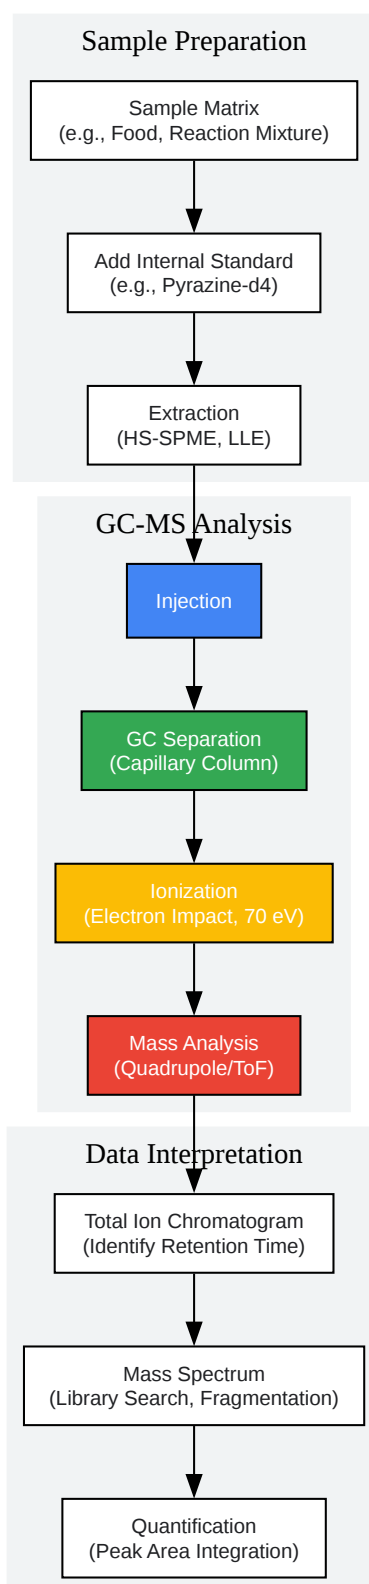 Sample Preparation
Sample Matrix
(e.g., Food, Reaction Mixture)
Add Internal Standard
(e.g., Pyrazine-d4)
Extraction
(HS-SPME, LLE)
GC-MS Analysis
Injection
GC Separation
(Capillary Column)
Ionization
(Electron Impact, 70 eV)
Mass Analysis
(Quadrupole/ToF)
Data Interpretation
Total Ion Chromatogram
(Identify Retention Time)
Mass Spectrum
(Library Search, Fragmentation)
Quantification
(Peak Area Integration)